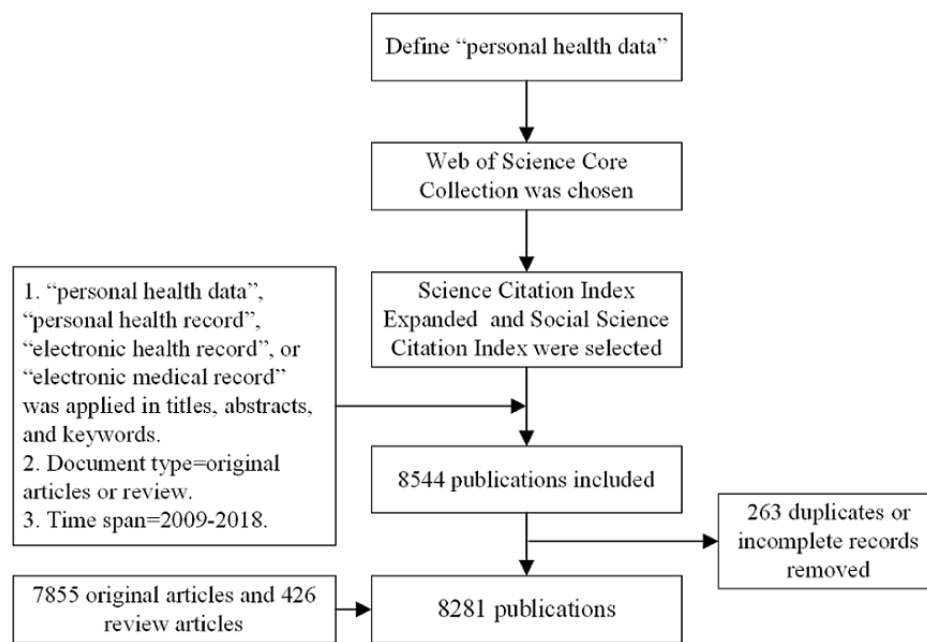 Define “personal health data”
Web of Science Core
Collection was chosen
Science Citation Index
Expanded and Social Science
Citation Index were selected
1. “personal health data”,
“personal health record”,
“electronic health record”, or
“electronic medical record”
was applied in titles, abstracts,
and keywords.
2. Document type=original
articles or review.
3. Time span=2009-2018.
8544 publications included
263 duplicates or
incomplete records
removed
7855 original articles and 426
review articles
8281 publications